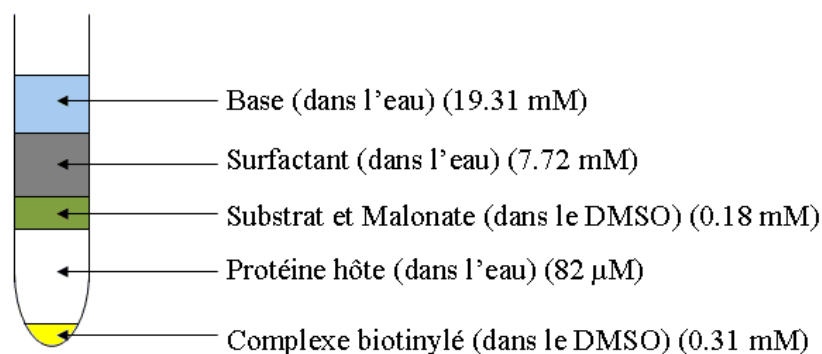 Base (dans l'eau) (19.31 mM)
Surfactant (dans l'eau) (7.72 mM)
Substrat et Malonate (dans le DMSO) (0.18 mM)
Protéine hôte (dans l'eau) (82 μM)
Complexe biotinylé (dans le DMSO) (0.31 mM)